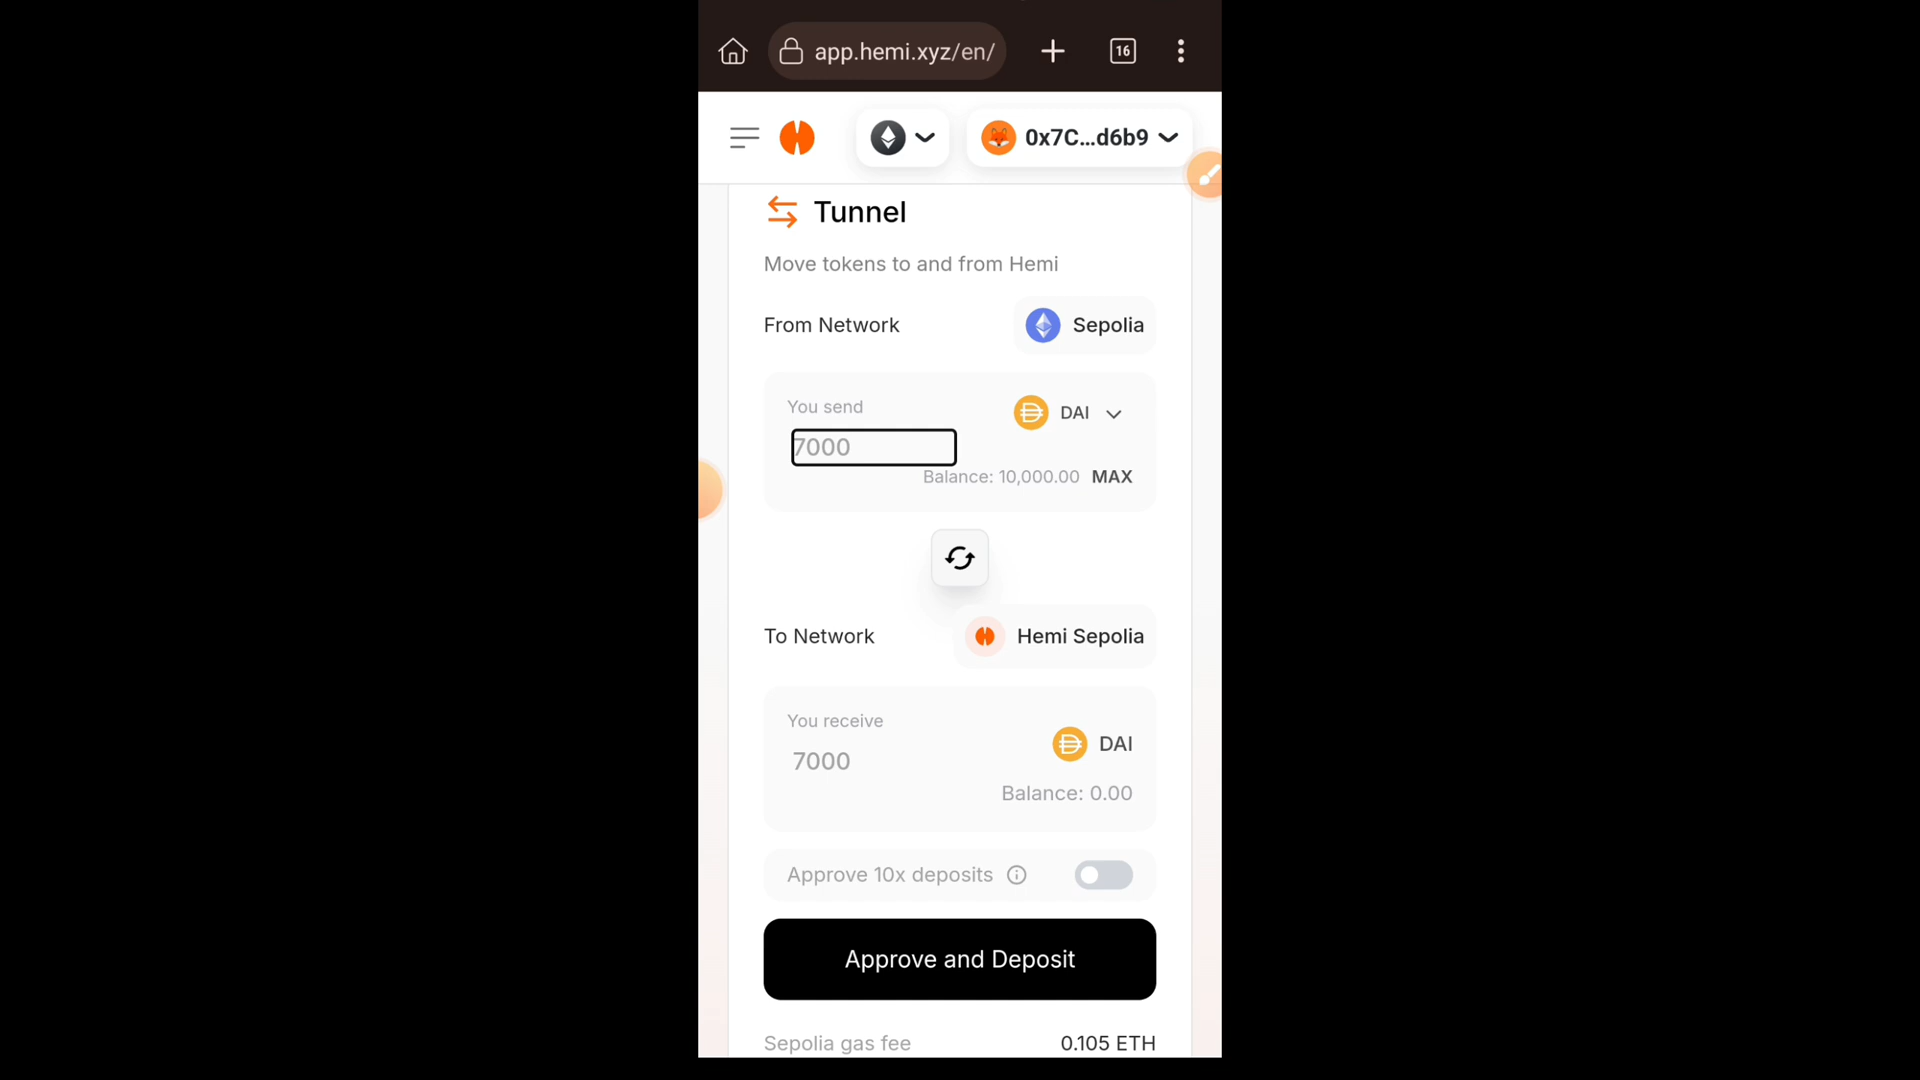 app.hemi.xyz/en/
16
0x7C...d6b9
Tunnel
Move tokens to and from Hemi
From Network
Sepolia
You send
DAI
7000
Balance: 10,000.00 MAX
To Network
Hemi Sepolia
You receive
DAI
7000
Balance: 0.00
Approve 10x deposits
Approve and Deposit
Sepolia gas fee
0.105 ETH